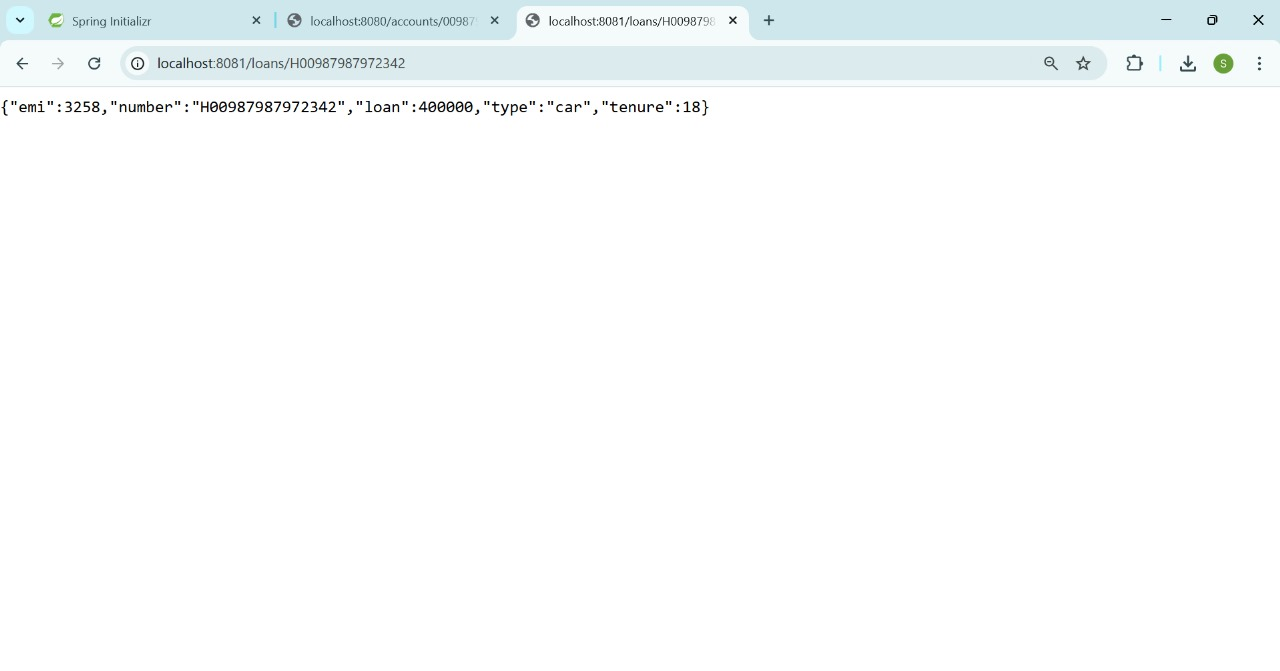 Spring Initializr
localhost:8080/accounts/00987
localhost:8081/loans/H0098798
localhost:8081/loans/H00987987972342
S
{"emi":3258,"number":"H00987987972342","loan":400000,"type":"car","tenure":18}